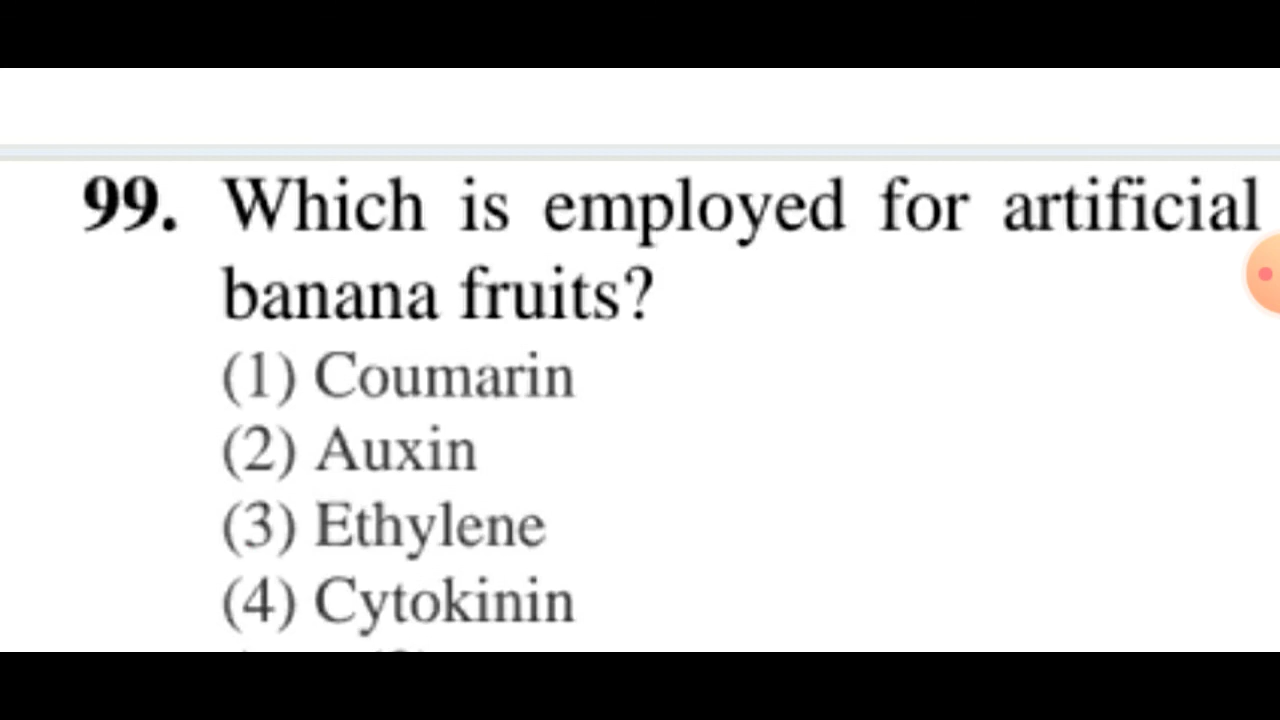 99. Which is employed for artificial
banana fruits?
(1) Coumarin
(2) Auxin
(3) Ethylene
(4) Cytokinin